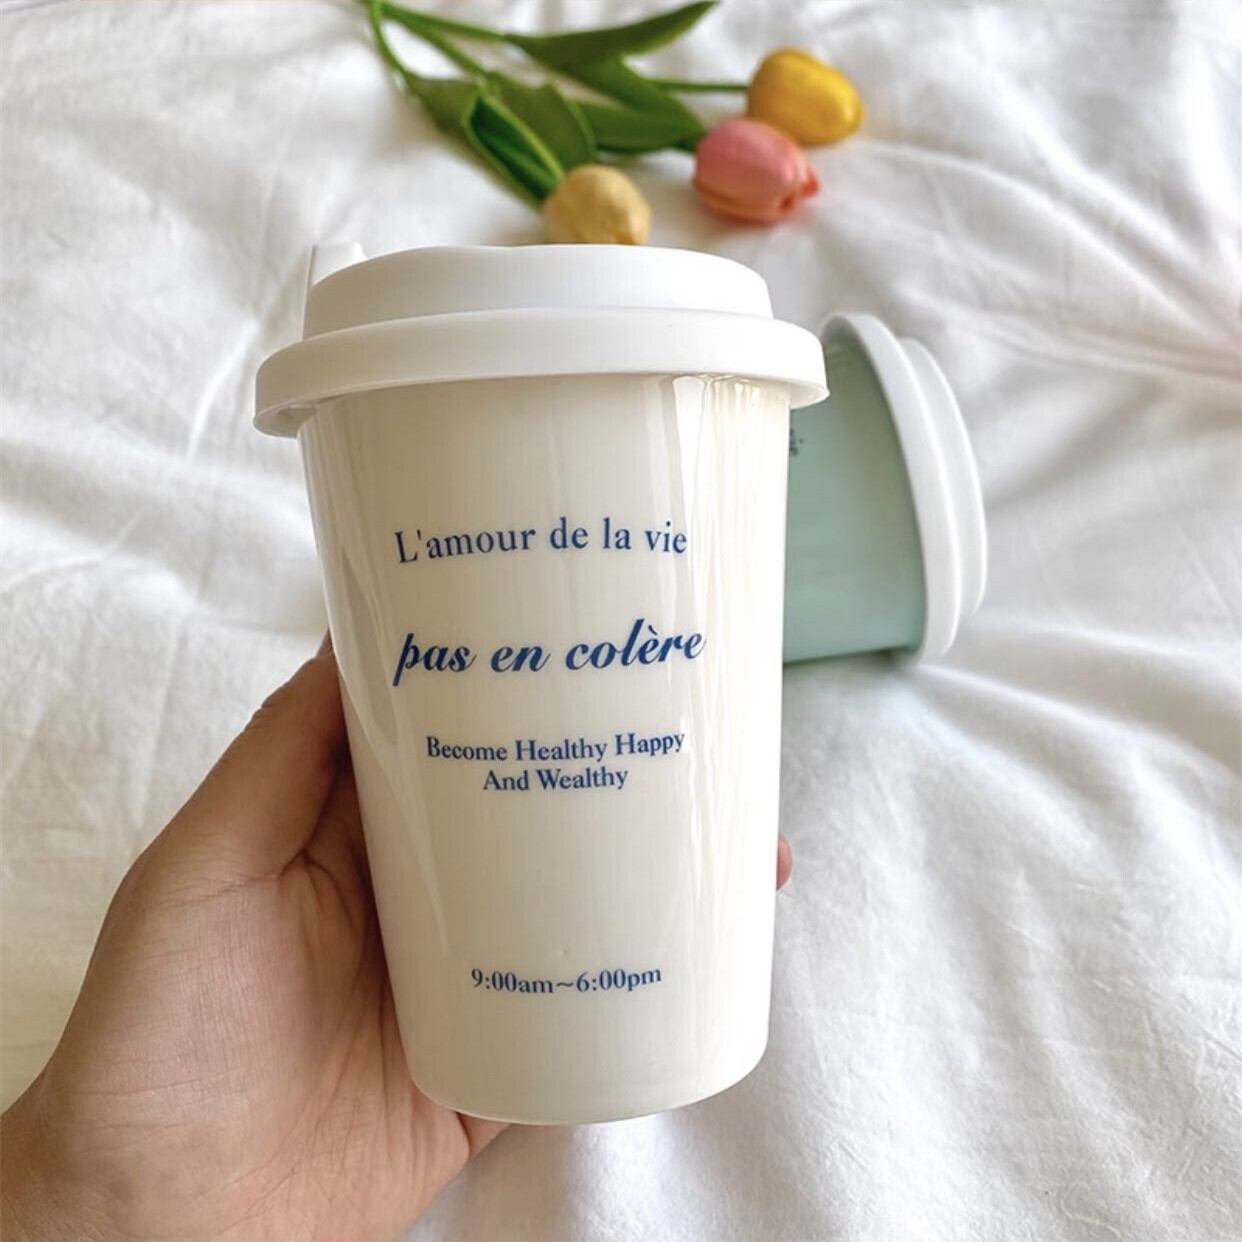 L'amour de la vie
pas en colère
Become Healthy Happy
And Wealthy
9:00am~6:00pm